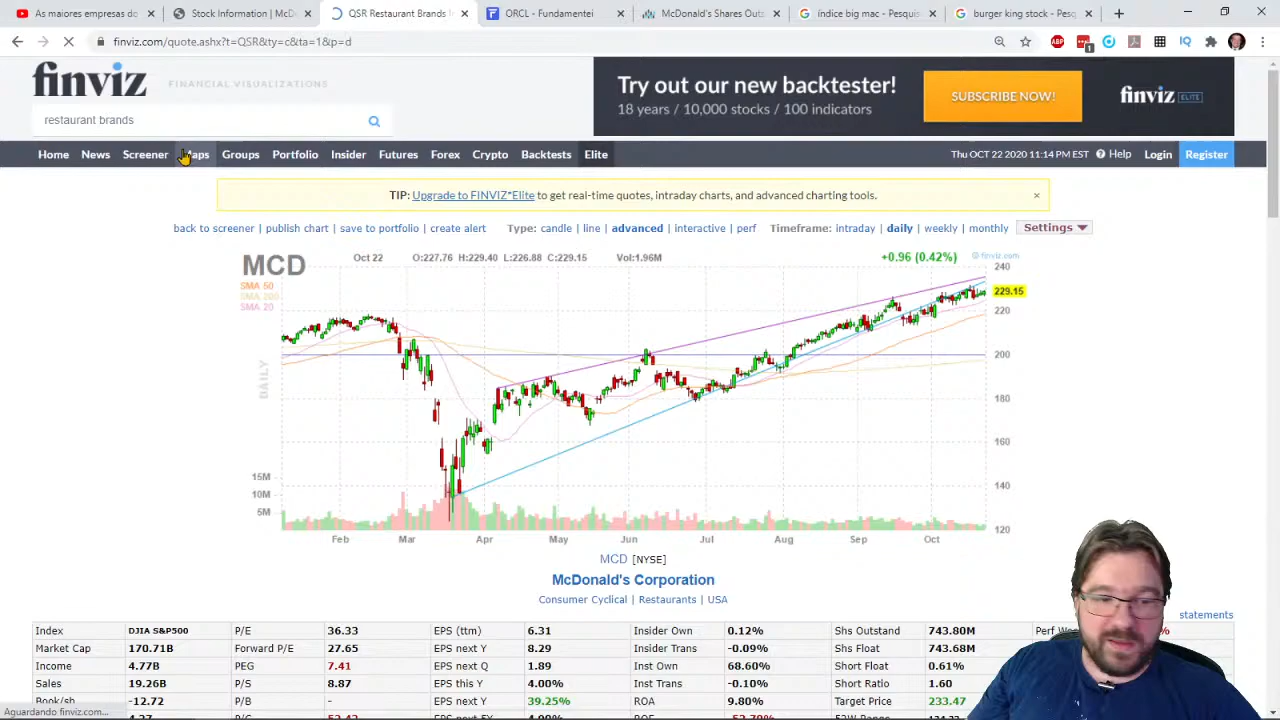 As maiores empresas do
Stock Information | McD
QSR Restaurant Brands I
ORCL - Fundamentei
McDonald's Shares Outs
índice big mac - Pesquis
burger king stock - Pes
finviz.com/quote.ashx?t=QSR&ty=c&ta=1&p=d
finviz FINANCIAL VISUALIZATIONS
restaurant brands
Try out our new backtester!
18 years / 10,000 stocks / 100 indicators
SUBSCRIBE NOW!
finviz ELITE
Home News Screener Maps Groups Portfolio Insider Futures Forex Crypto Backtests Elite Thu OCT 22 2020 11:14 PM EST Help Login Register
TIP: Upgrade to FINVIZ*Elite to get real-time quotes, intraday charts, and advanced charting tools. ×
back to screener | publish chart | save to portfolio | create alert Type: candle | line | advanced | interactive | perf Timeframe: intraday | daily | weekly | monthly Settings
MCD Oct 22 O:227.76 H:229.40 L:226.88 C:229.15 Vol:1.96M +0.96 (0.42%) © finviz.com
SMA 50
SMA 200
SMA 20
DAILY
240
229.15
220
200
180
160
140
120
15M
10M
5M
Feb Mar Apr May Jun Jul Aug Sep Oct
MCD [NYSE]
McDonald's Corporation
Consumer Cyclical | Restaurants | USA
statements
Index DJIA S&P500 P/E 36.33 EPS (ttm) 6.31 Insider Own 0.12% Shs Outstand 743.80M Perf We %
Market Cap 170.71B Forward P/E 27.65 EPS next Y 8.29 Insider Trans -0.09% Shs Float 743.68M
Income 4.77B PEG 7.41 EPS next Q 1.89 Inst Own 68.60% Short Float 0.61%
Sales 19.26B P/S 8.87 EPS this Y 4.00% Inst Trans -0.10% Short Ratio 1.60
Book/sh -12.72 P/B - EPS next Y 39.25% ROA 9.80% Target Price 233.47
Aguardando finviz.com...